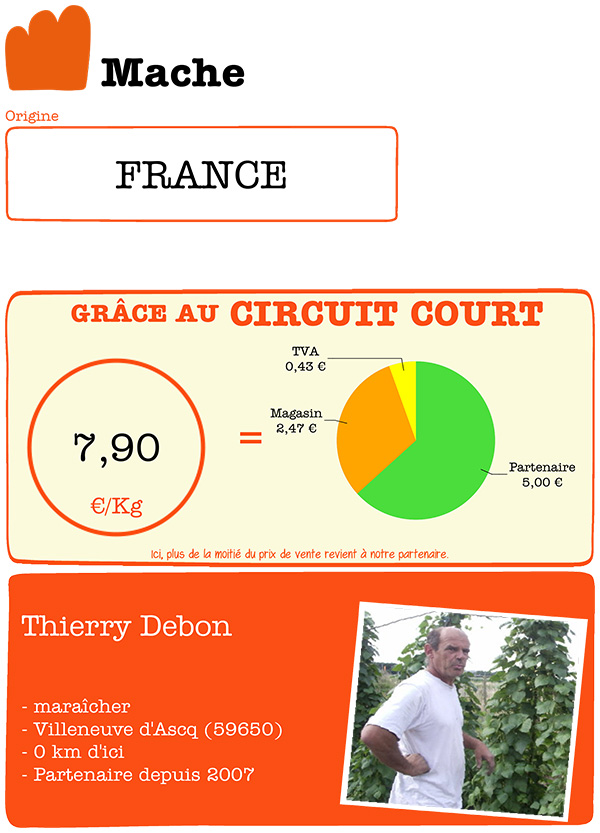 Mache
Origine
FRANCE
GRÂCE AU CIRCUIT COURT
TVA
0,43 €
Magasin
2,47 €
7,90
=
€/Kg
Partenaire
5,00 €
Ici, plus de la moitié du prix de vente revient à notre partenaire.
Thierry Debon
- maraîcher
- Villeneuve d'Ascq (59650)
- 0 km d'ici
- Partenaire depuis 2007